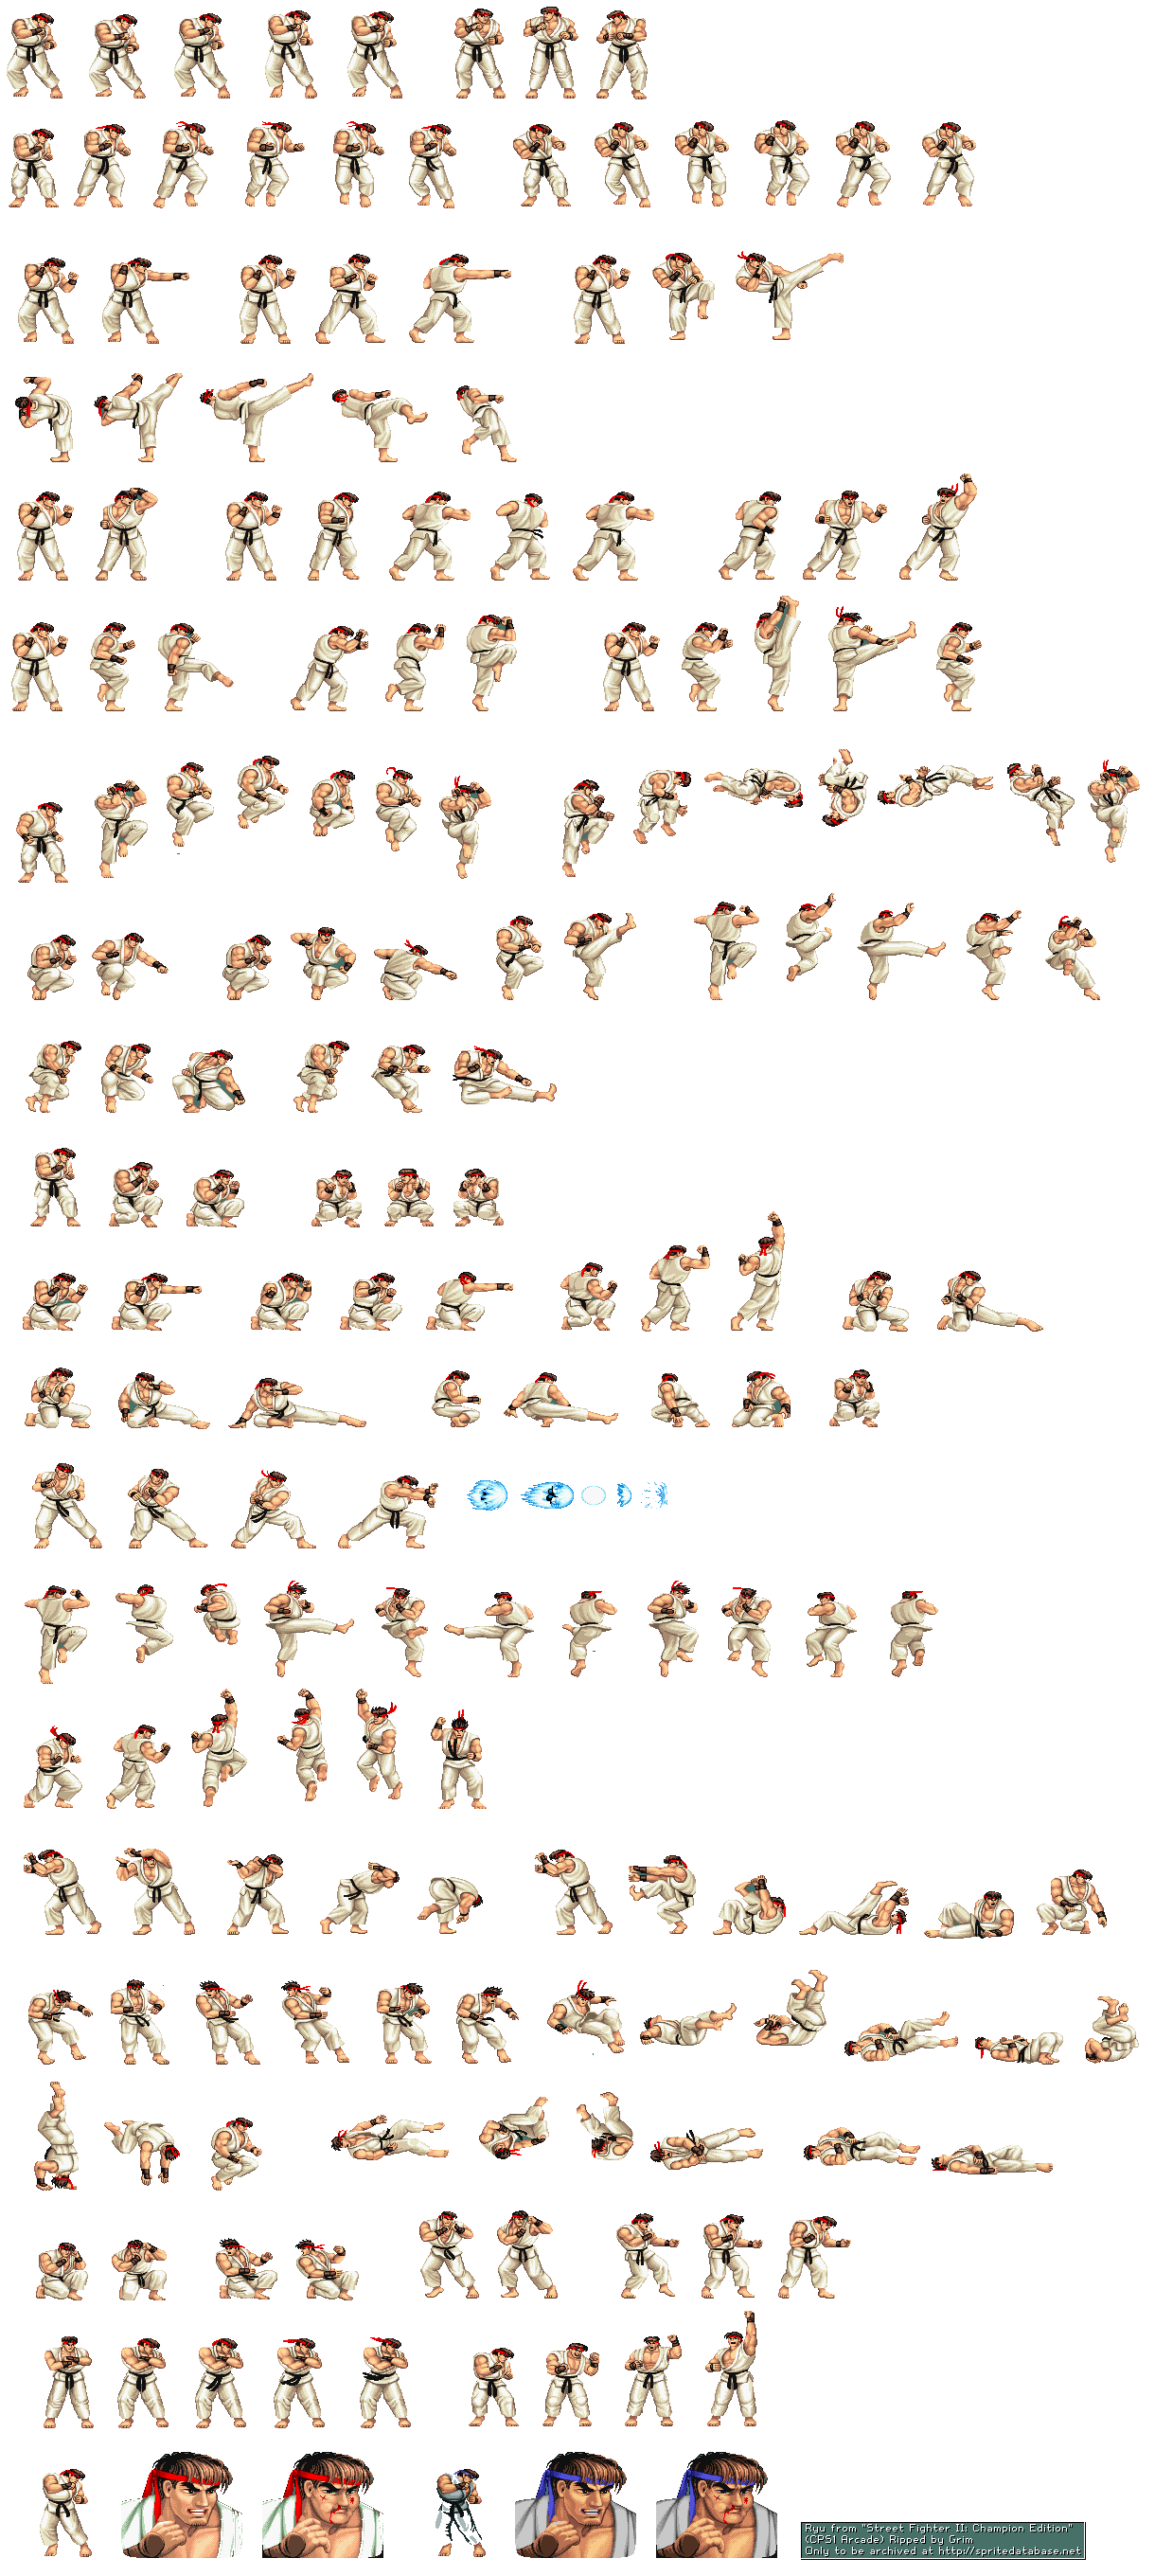 Ryu from "Street Fighter II: Champion Edition"
(CPS1 Arcade) Ripped by Grim
Only to be archived at http://spritedatabase.net